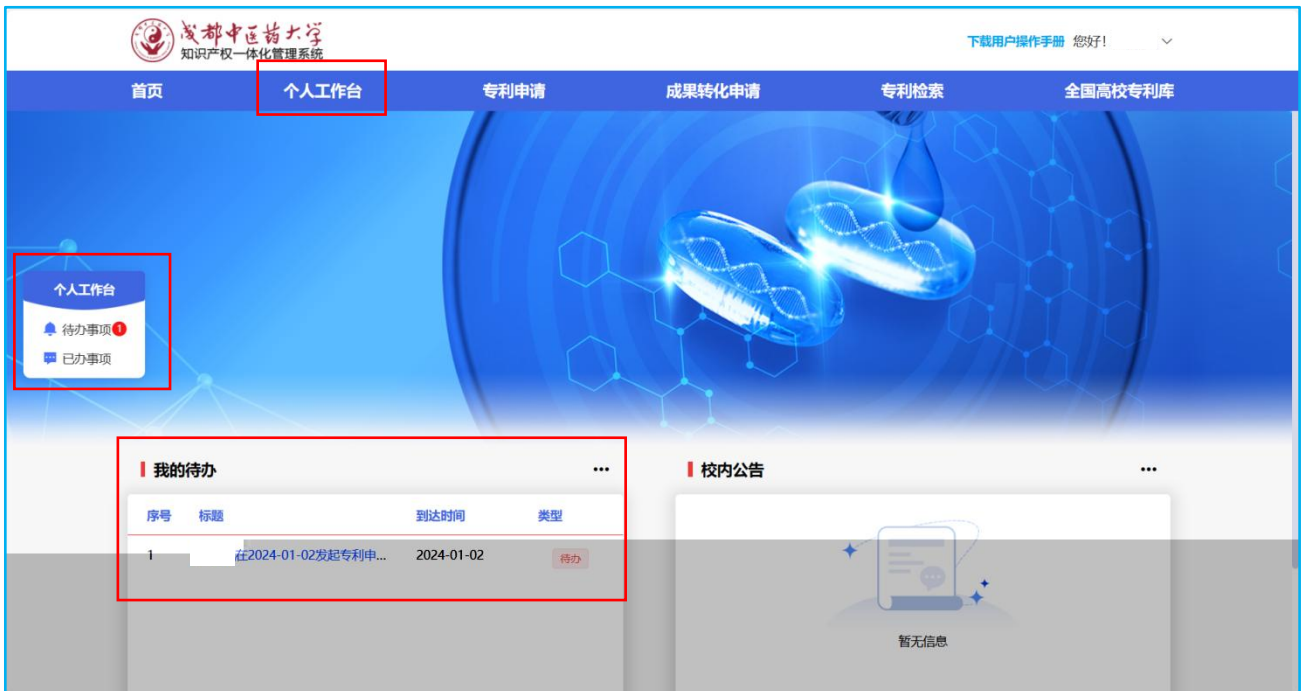 成都中医药大学
知识产权一体化管理系统
下载用户操作手册 您好！
首页 个人工作台 专利申请 成果转化申请 专利检索 全国高校专利库
个人工作台
待办事项 1
已办事项
我的待办 •••
序号 标题 到达时间 类型
1 在2024-01-02发起专利申... 2024-01-02 待办
校内公告 •••
暂无信息